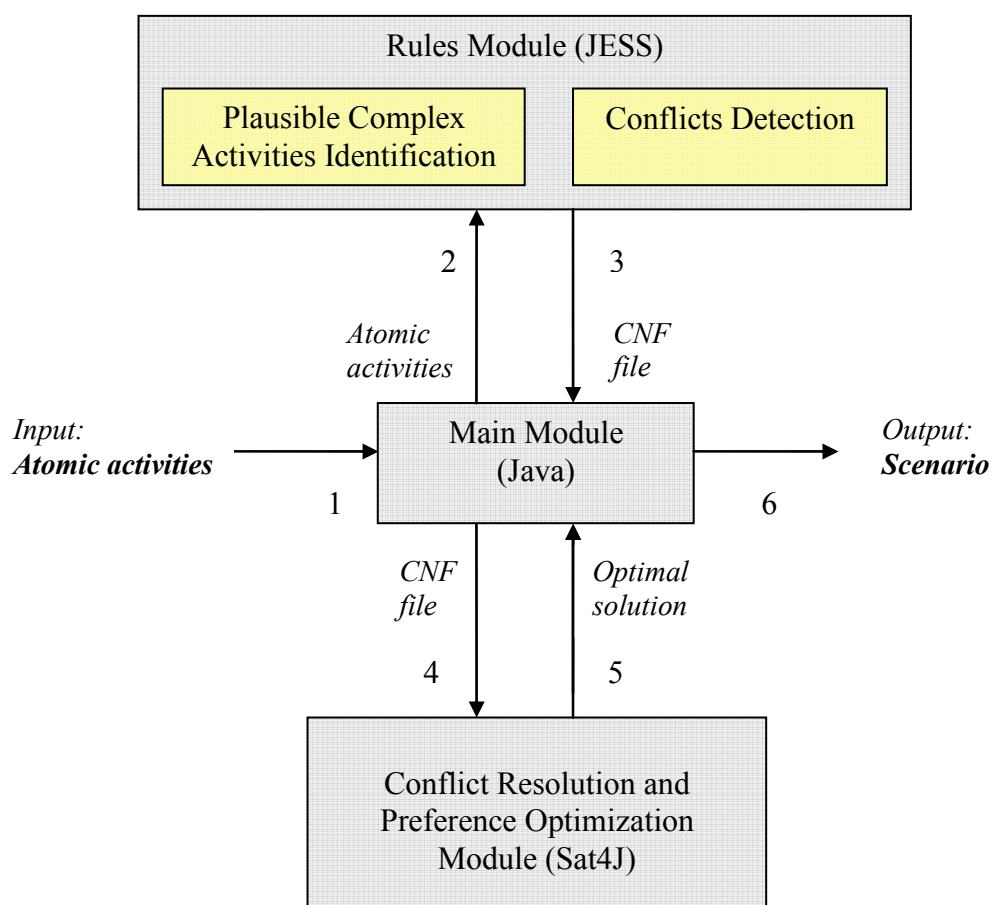 Rules Module (JESS)
Plausible Complex
Activities Identification
Conflicts Detection
2
3
Atomic
activities
CNF
file
Input:
Atomic activities
1
Main Module
(Java)
Output:
Scenario
6
CNF
file
Optimal
solution
4
5
Conflict Resolution and
Preference Optimization
Module (Sat4J)